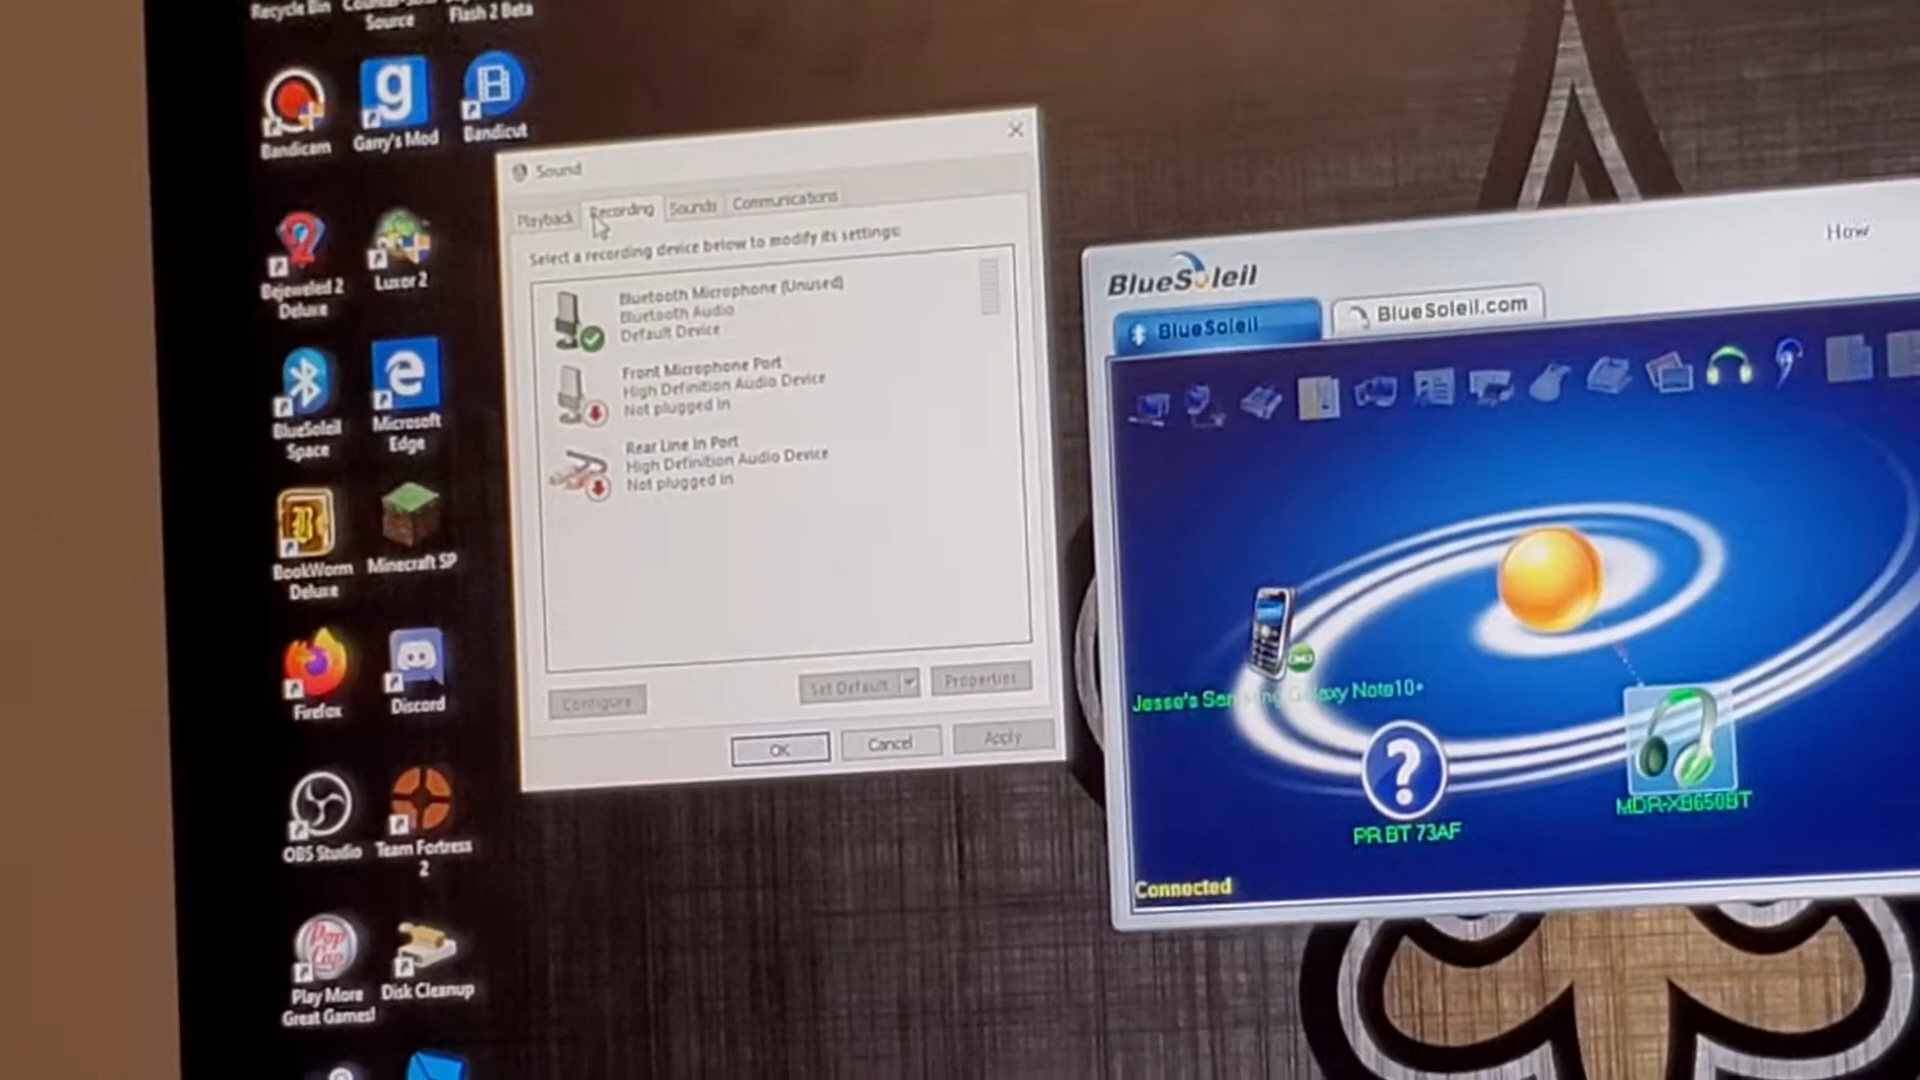 Recycle Bin
Source
Flash 2 Beta
Bandicam
Garry's Mod
Bandicut
Bejeweled 2
Deluxe
Luxor 2
BlueSoleil
Space
Microsoft
Edge
BookWorm
Deluxe
Minecraft SP
Firefox
Discord
OBS Studio
Team Fortress
2
Pop
Cap
Play More
Great Games!
Disk Cleanup
Sound
Playback
Recording
Sounds
Communications
Select a recording device below to modify its settings:
Bluetooth Microphone (Unused)
Bluetooth Audio
Default Device
Front Microphone Port
High Definition Audio Device
Not plugged in
Rear Line In Port
High Definition Audio Device
Not plugged in
Configure
Set Default
Properties
OK
Cancel
Apply
BlueSoleil
How
BlueSoleil
BlueSoleil.com
Jesse's Samsung Galaxy Note10+
PR BT 73AF
MDR-XB650BT
Connected